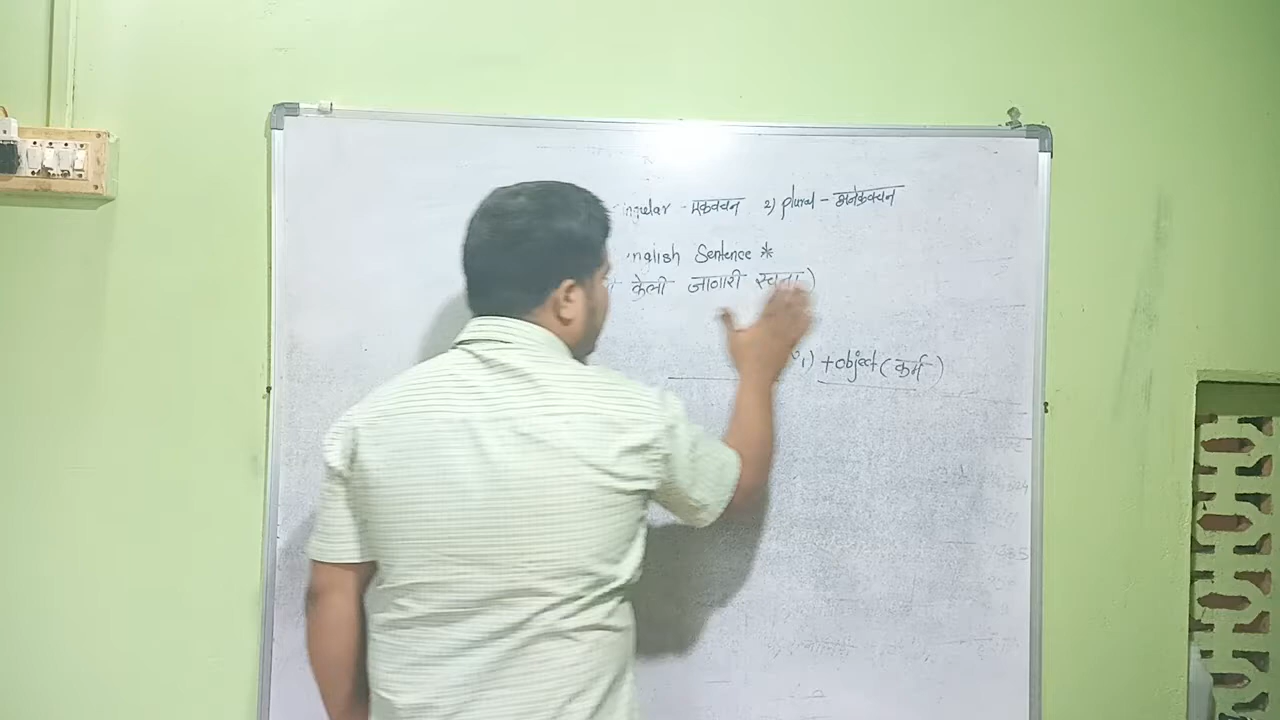 ingular - एकवचन 2) plural - अनेकवचन
nglish Sentence *
केली जाणारी रचना)
+object (कर्म)